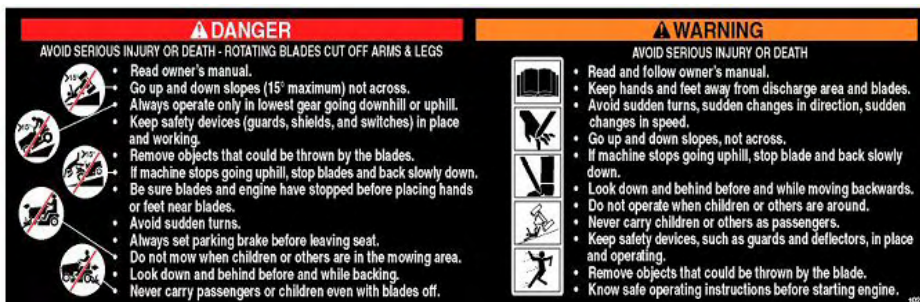 DANGER
AVOID SERIOUS INJURY OR DEATH - ROTATING BLADES CUT OFF ARMS & LEGS
• Read owner's manual.
• Go up and down slopes (15° maximum) not across.
• Always operate only in lowest gear going downhill or uphill.
• Keep safety devices (guards, shields, and switches) in place
and working.
• Remove objects that could be thrown by the blades.
• If machine stops going uphill, stop blades and back slowly down.
• Be sure blades and engine have stopped before placing hands
or feet near blades.
• Avoid sudden turns.
• Always set parking brake before leaving seat.
• Do not mow when children or others are in the mowing area.
• Look down and behind before and while backing.
• Never carry passengers or children even with blades off.
WARNING
AVOID SERIOUS INJURY OR DEATH
• Read and follow owner's manual.
• Keep hands and feet away from discharge area and blades.
• Avoid sudden turns, sudden changes in direction, sudden
changes in speed.
• Go up and down slopes, not across.
• If machine stops going uphill, stop blade and back slowly
down.
• Look down and behind before and while moving backwards.
• Do not operate when children or others are around.
• Never carry children or others as passengers.
• Keep safety devices, such as guards and deflectors, in place
and operating.
• Remove objects that could be thrown by the blade.
• Know safe operating instructions before starting engine.